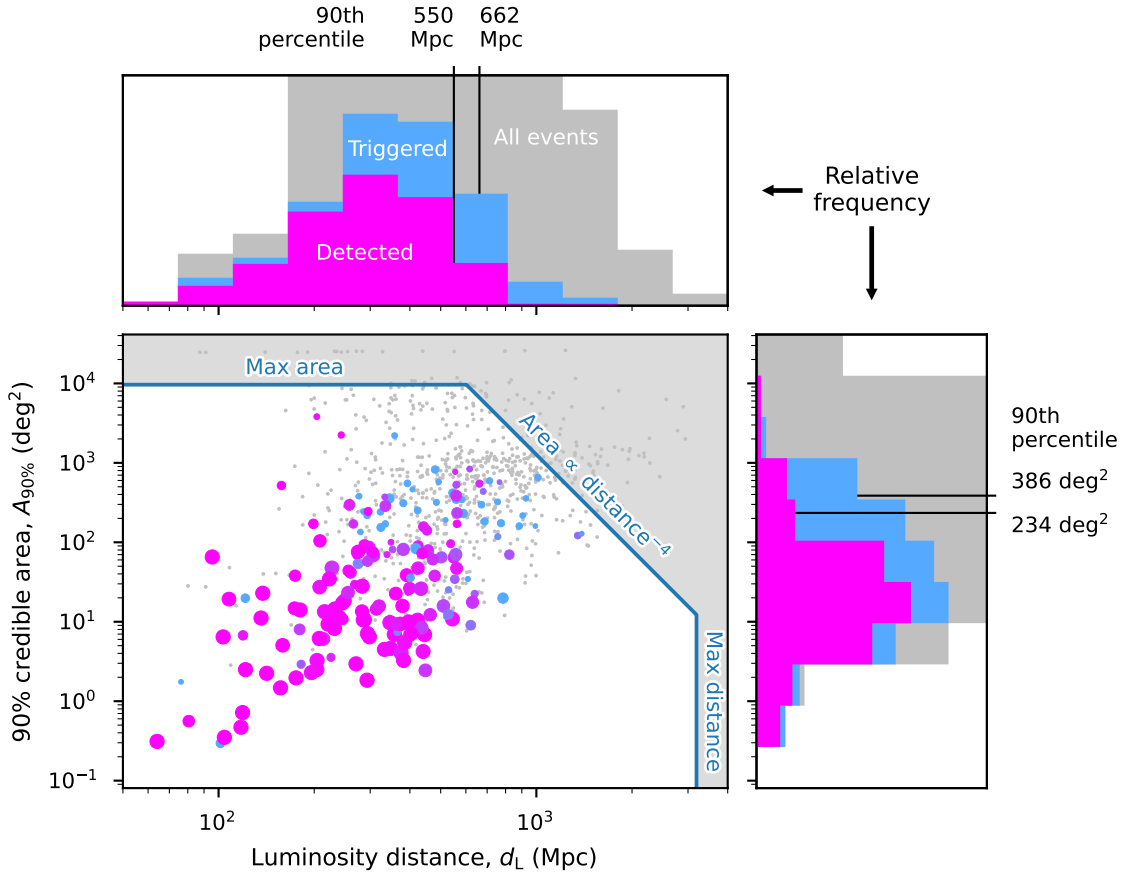 90th
percentile
550
Mpc
662
Mpc
Triggered
All events
Detected
Relative
frequency
90% credible area, A90% (deg²)
10⁴
10³
10²
10¹
10⁰
10⁻¹
Max area
Area ∝ distance⁻⁴
Max distance
90th
percentile
386 deg²
234 deg²
10²
10³
Luminosity distance, dL (Mpc)